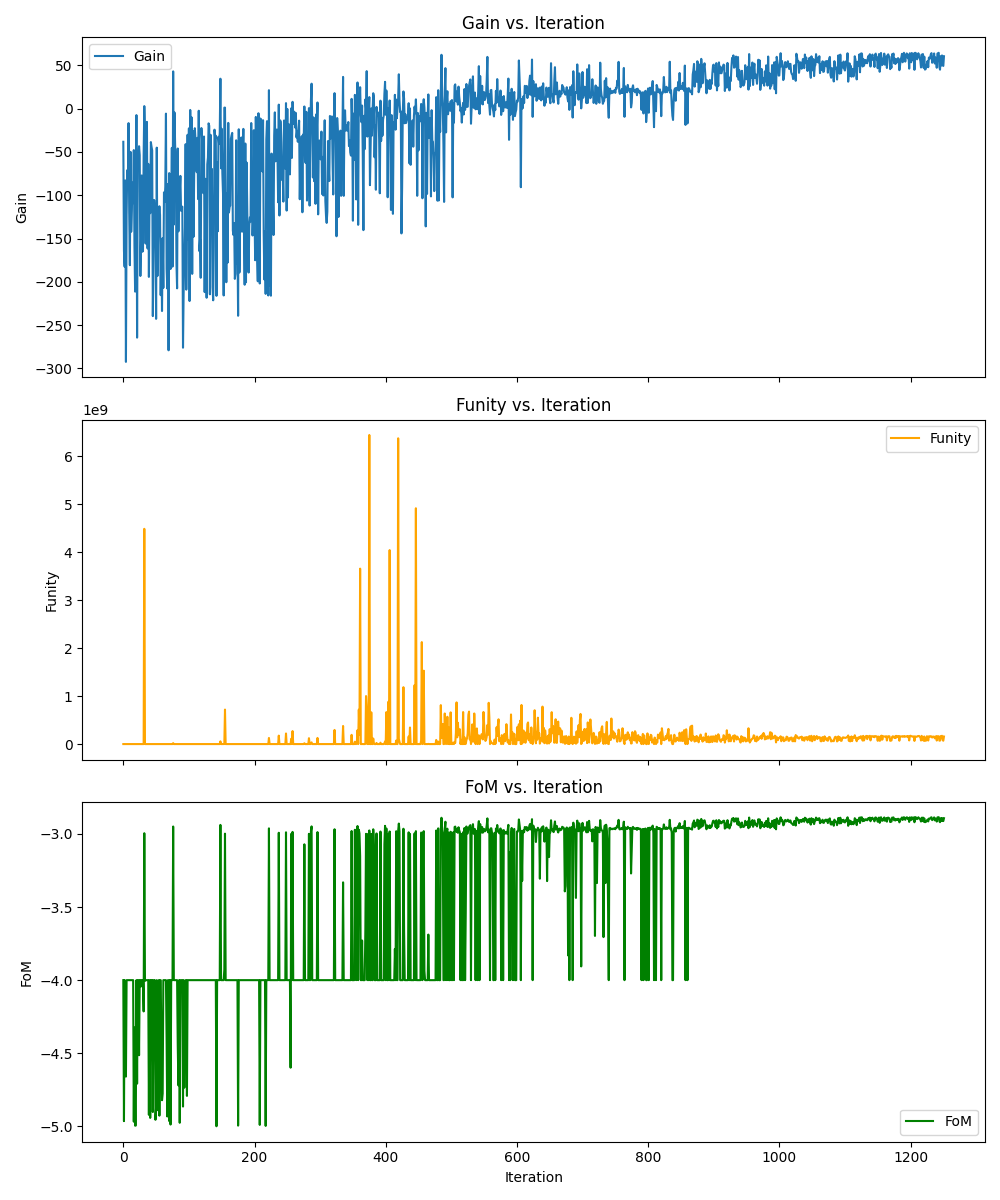 Gain vs. Iteration
Gain
50
0
−50
−100
−150
−200
−250
−300
Gain
1e9
Funity vs. Iteration
Funity
6
5
4
3
2
1
0
Funity
FoM vs. Iteration
−3.0
−3.5
−4.0
−4.5
−5.0
FoM
FoM
0 200 400 600 800 1000 1200
Iteration